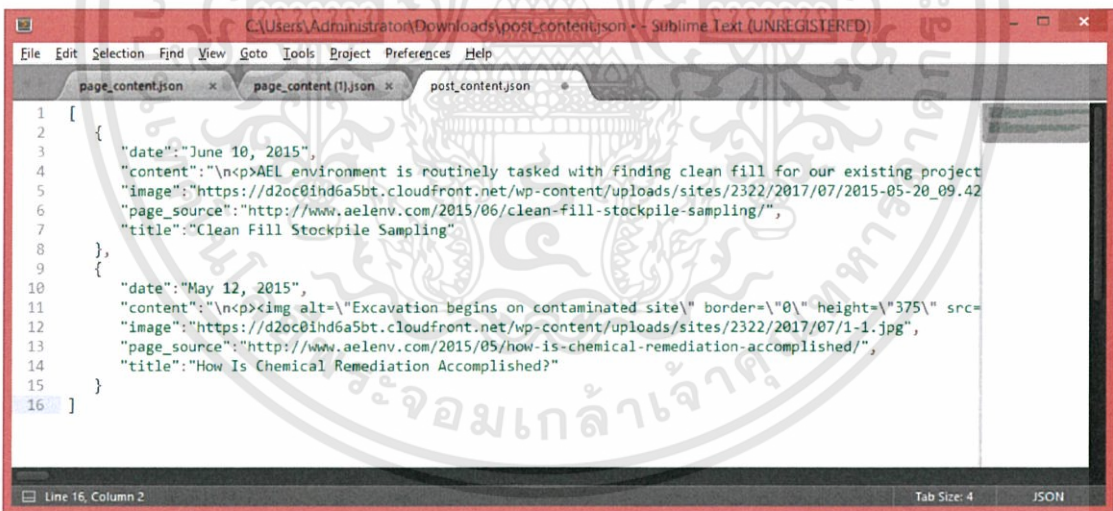 C:\Users\Administrator\Downloads\post_content.json • - Sublime Text (UNREGISTERED)
File Edit Selection Find View Goto Tools Project Preferences Help
page_content.json × page_content (1).json × post_content.json
1 [
2 {
3 "date":"June 10, 2015",
4 "content":"\n<p>AEL environment is routinely tasked with finding clean fill for our existing project
5 "image":"https://d2oc0ihd6a5bt.cloudfront.net/wp-content/uploads/sites/2322/2017/07/2015-05-20_09.42
6 "page_source":"http://www.aelenv.com/2015/06/clean-fill-stockpile-sampling/",
7 "title":"Clean Fill Stockpile Sampling"
8 },
9 {
10 "date":"May 12, 2015",
11 "content":"\n<p><img alt=\"Excavation begins on contaminated site\" border=\"0\" height=\"375\" src=
12 "image":"https://d2oc0ihd6a5bt.cloudfront.net/wp-content/uploads/sites/2322/2017/07/1-1.jpg",
13 "page_source":"http://www.aelenv.com/2015/05/how-is-chemical-remediation-accomplished/",
14 "title":"How Is Chemical Remediation Accomplished?"
15 }
16 ]
Line 16, Column 2 Tab Size: 4 JSON